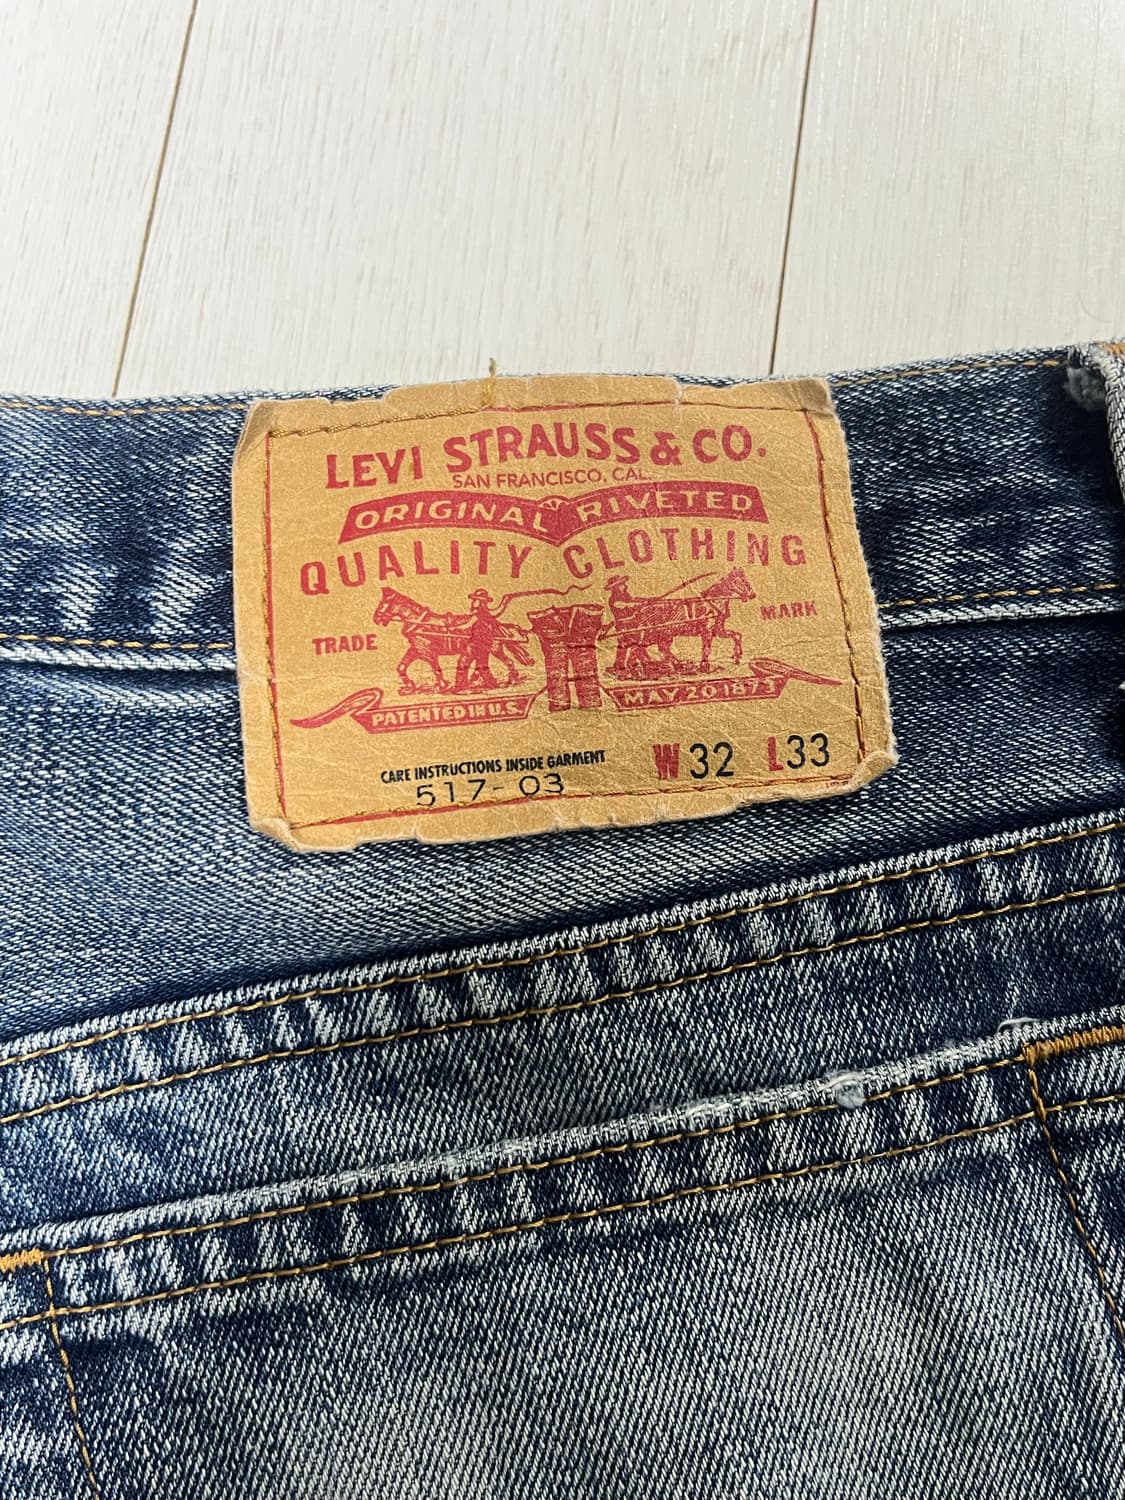 LEVI STRAUSS & CO.
SAN FRANCISCO, CAL.
ORIGINAL RIVETED
QUALITY CLOTHING
TRADE MARK
PATENTED IN U.S. MAY 20 1873
CARE INSTRUCTIONS INSIDE GARMENT W32 L33
517-03